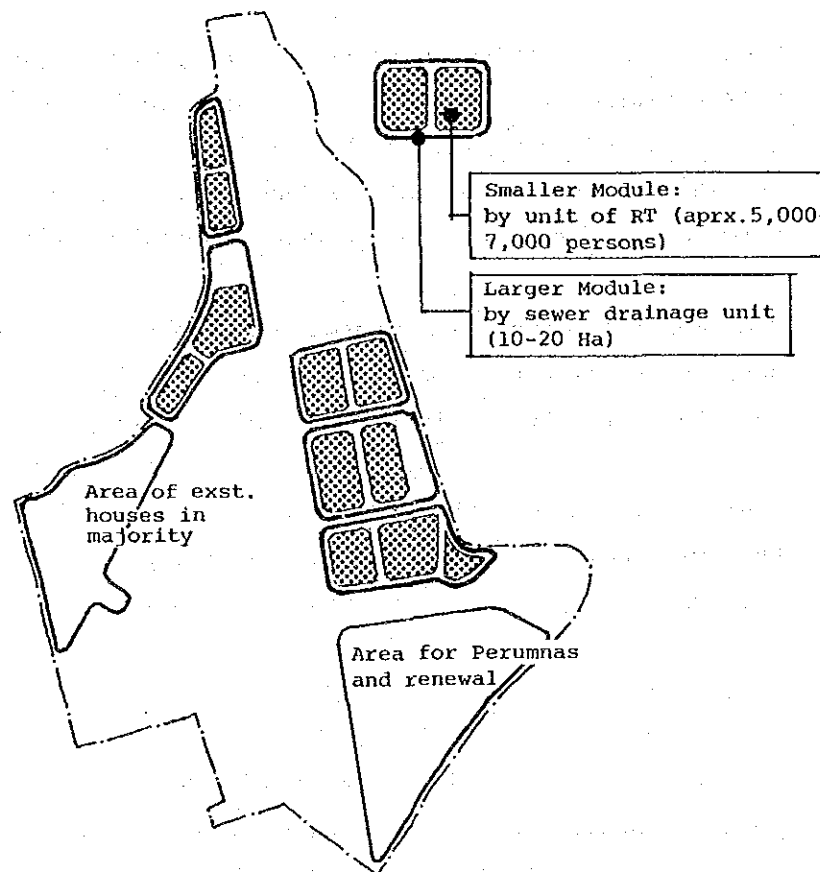 Smaller Module:
by unit of RT (aprx.5,000-
7,000 persons)
Larger Module:
by sewer drainage unit
(10-20 Ha)
Area of exst.
houses in
majority
Area for Perumnas
and renewal